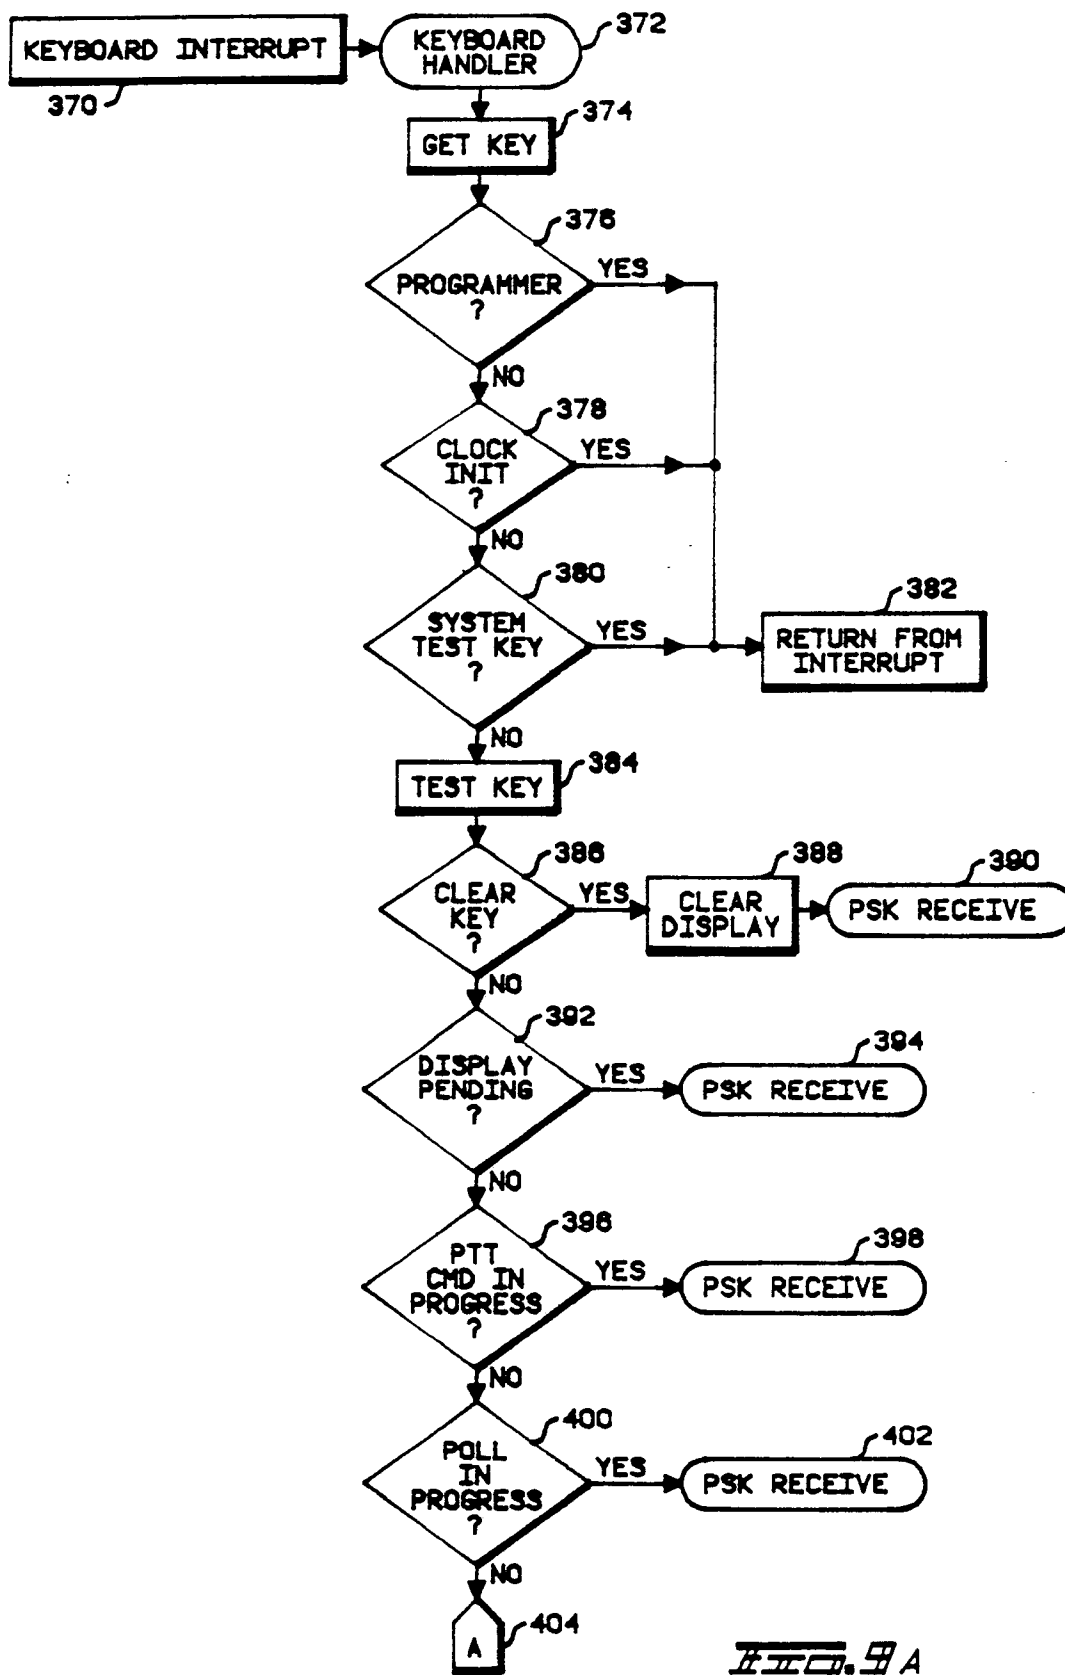 KEYBOARD INTERRUPT
370
KEYBOARD
HANDLER
372
GET KEY
374
PROGRAMMER
?
376
YES
NO
CLOCK
INIT
?
378
YES
NO
SYSTEM
TEST KEY
?
380
YES
RETURN FROM
INTERRUPT
382
NO
TEST KEY
384
CLEAR
KEY
?
386
YES
CLEAR
DISPLAY
388
PSK RECEIVE
390
NO
DISPLAY
PENDING
?
392
YES
PSK RECEIVE
394
NO
PTT
CMD IN
PROGRESS
?
396
YES
PSK RECEIVE
398
NO
POLL
IN
PROGRESS
?
400
YES
PSK RECEIVE
402
NO
A
404
FIG. 9A